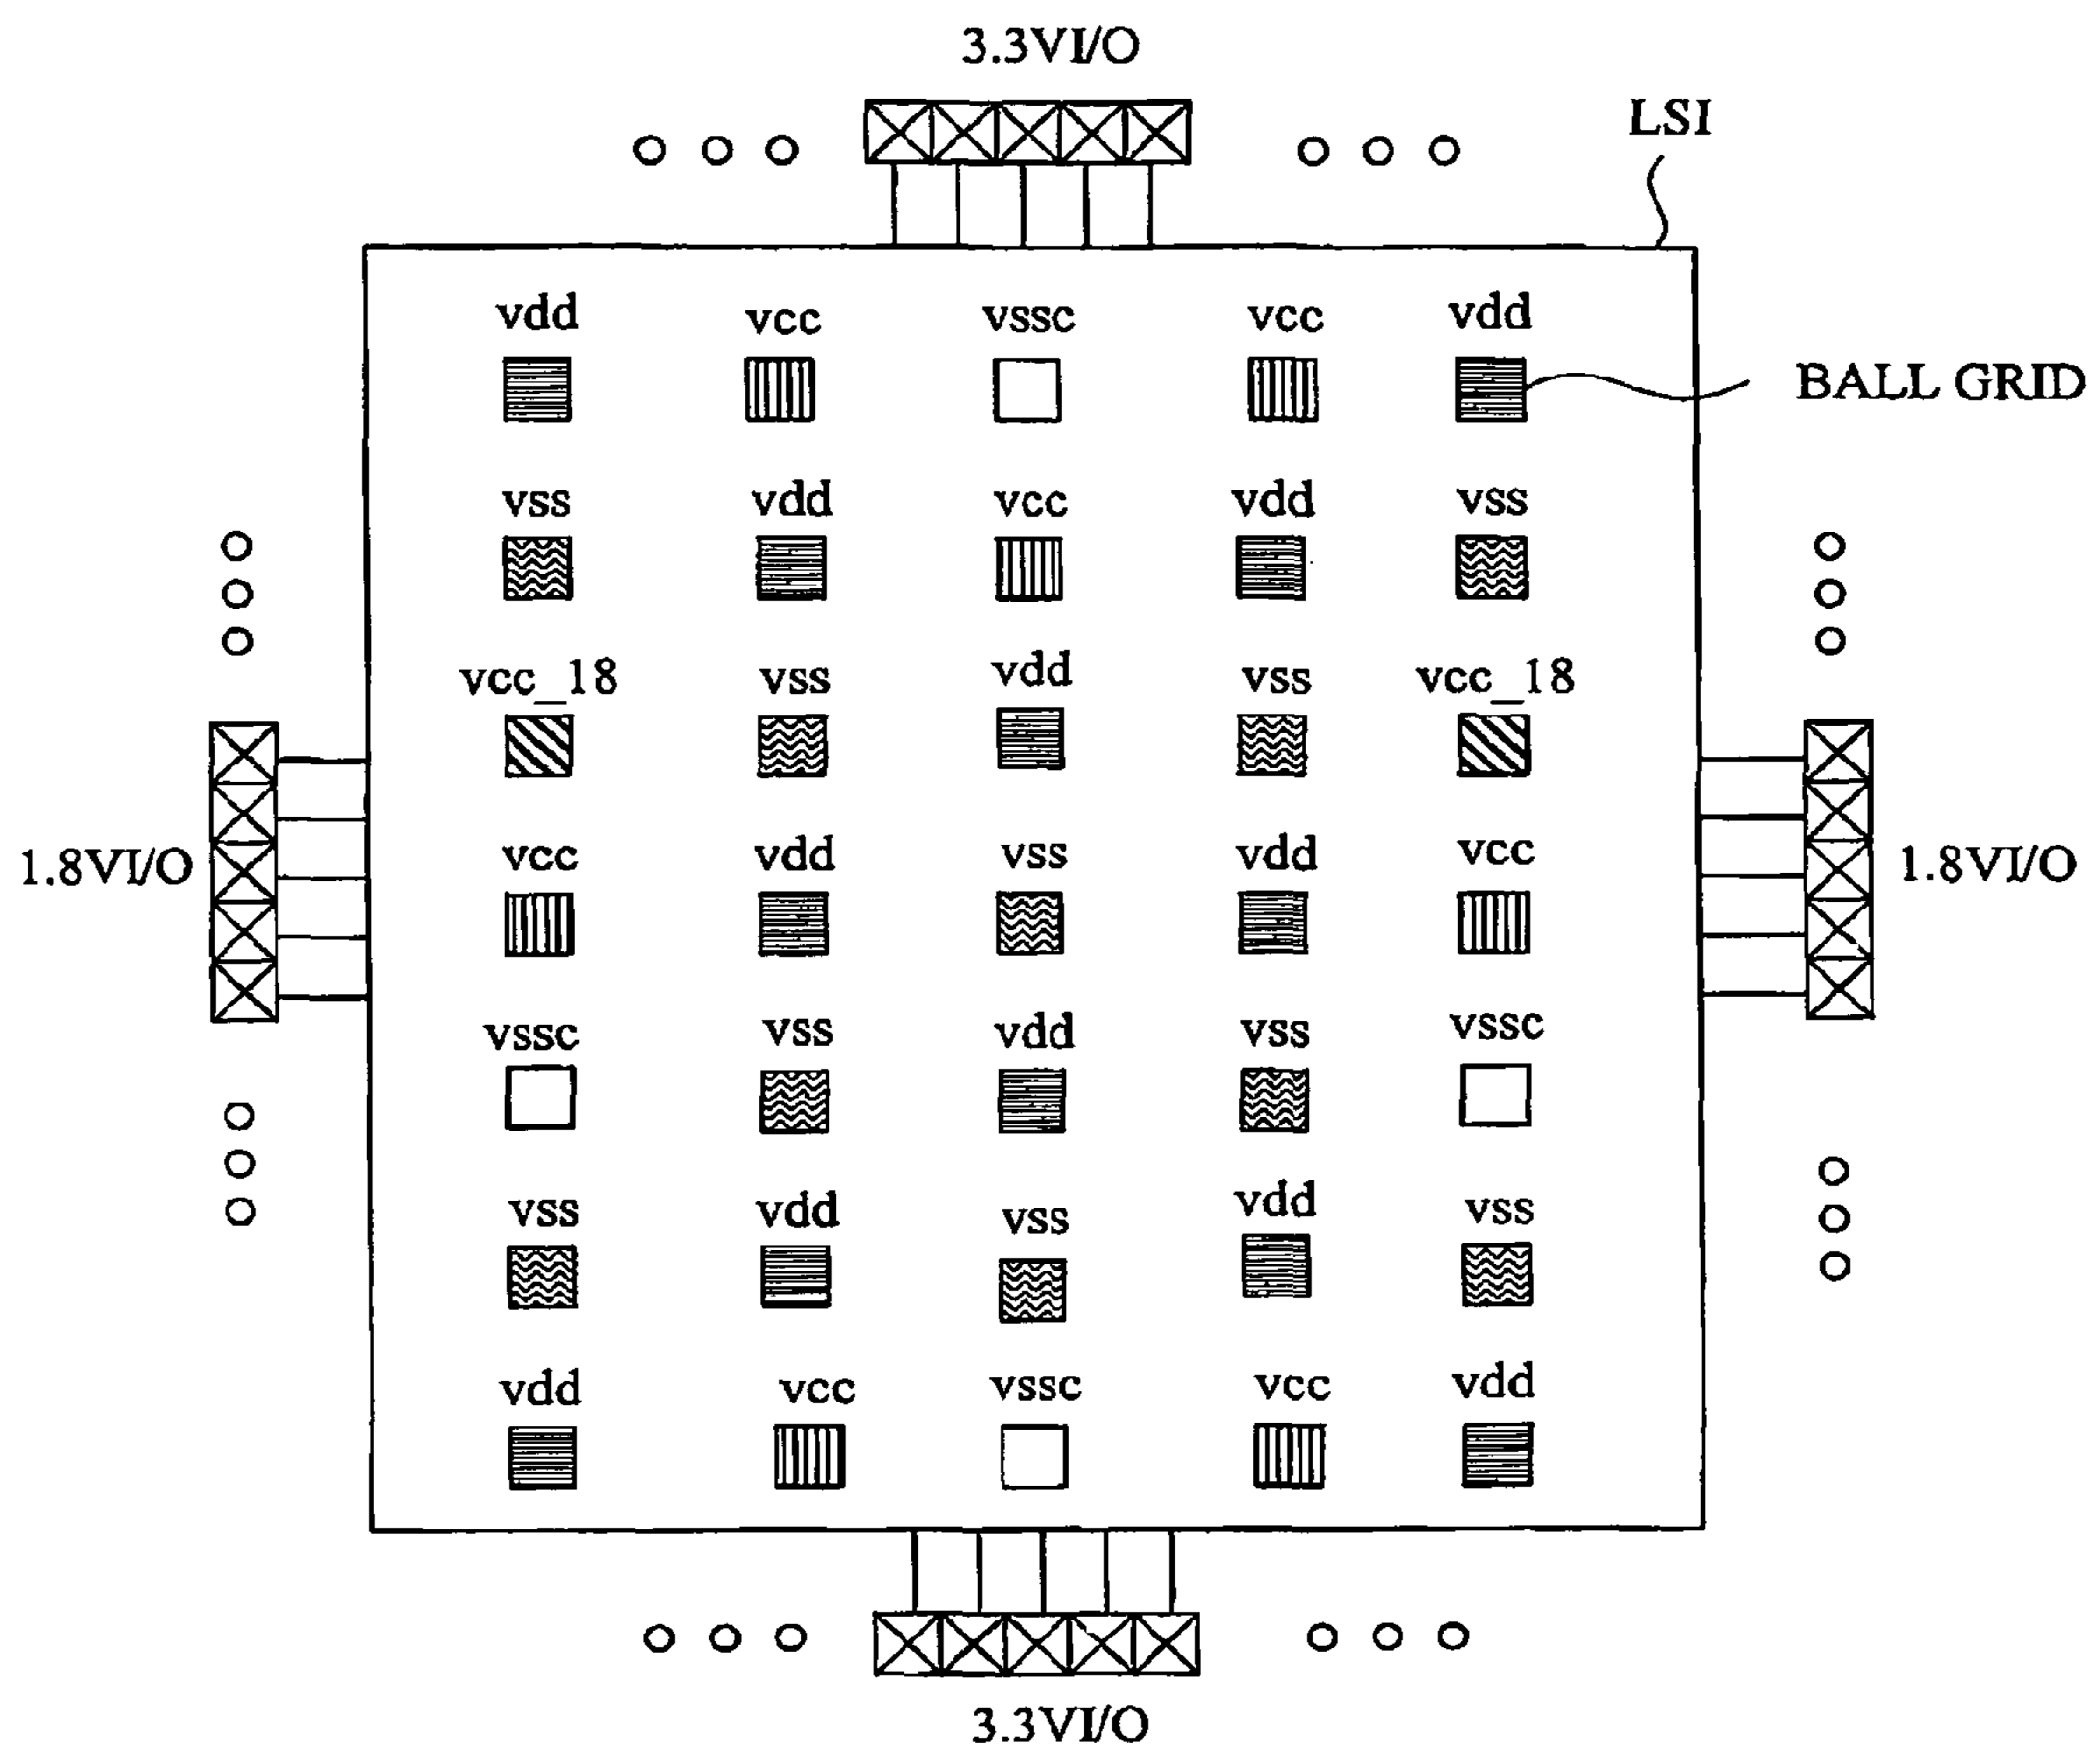 3.3VI/O
LSI
vdd vcc vssc vcc vdd
BALL GRID
vss vdd vcc vdd vss
vcc_18 vss vdd vss vcc_18
1.8VI/O
vcc vdd vss vdd vcc
1.8VI/O
vssc vss vdd vss vssc
vss vdd vss vdd vss
vdd vcc vssc vcc vdd
3.3VI/O